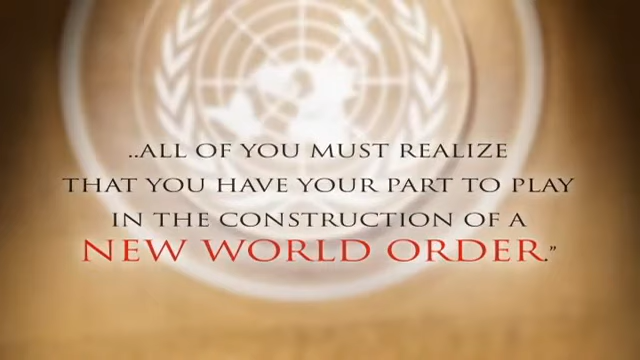 ..ALL OF YOU MUST REALIZE
THAT YOU HAVE YOUR PART TO PLAY
IN THE CONSTRUCTION OF A
NEW WORLD ORDER."